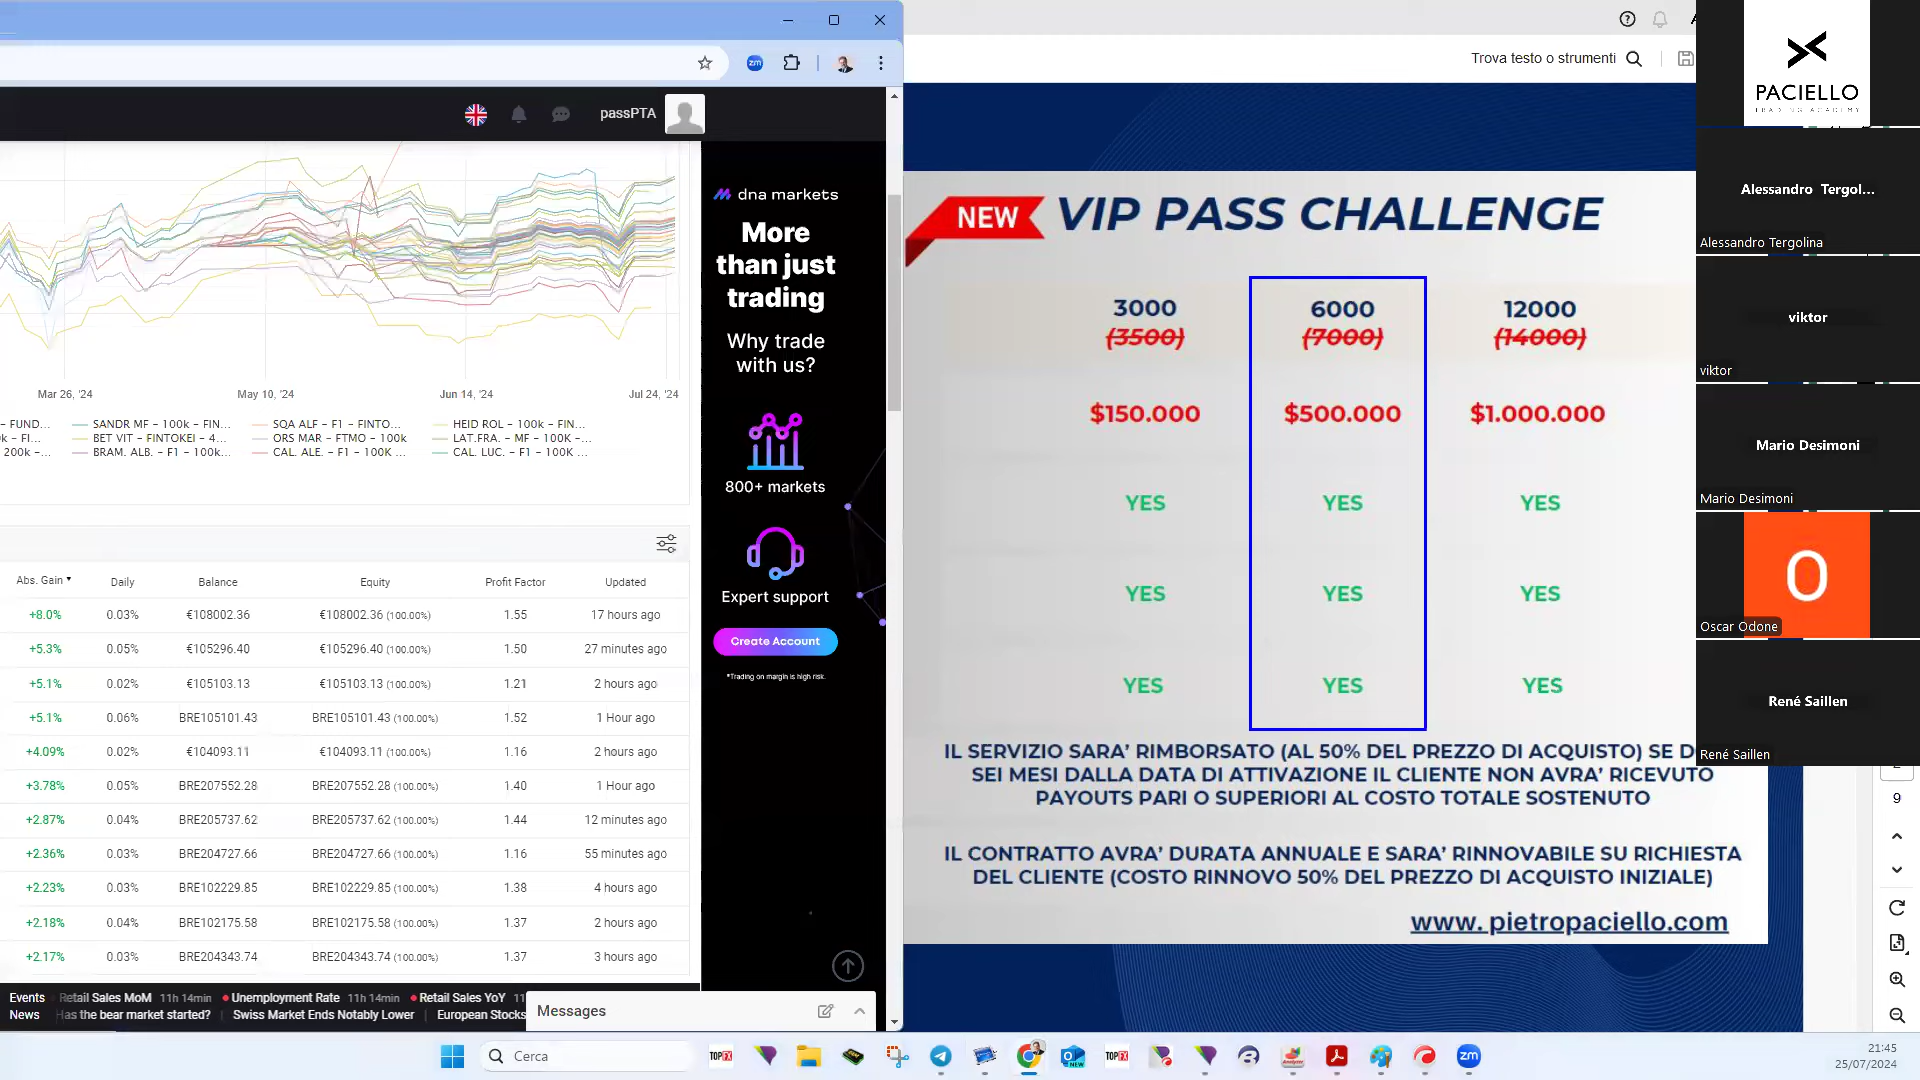 passPTA
Mar 26, '24
May 10, '24
Jun 14, '24
Jul 24, '24
- FUND...
SANDR MF - 100k - FIN...
SQA ALF - F1 - FINTO...
HEID ROL - 100k - FIN...
k - FI...
BET VIT - FINTOKEI - 4...
ORS MAR - FTMO - 100k
LAT.FRA. - MF - 100K -...
200k -...
BRAM. ALB. - F1 - 100k...
CAL. ALE. - F1 - 100K ...
CAL. LUC. - F1 - 100K ...
Abs. Gain Daily Balance Equity Profit Factor Updated
+8.0% 0.03% €108002.36 €108002.36 (100.00%) 1.55 17 hours ago
+5.3% 0.05% €105296.40 €105296.40 (100.00%) 1.50 27 minutes ago
+5.1% 0.02% €105103.13 €105103.13 (100.00%) 1.21 2 hours ago
+5.1% 0.06% BRE105101.43 BRE105101.43 (100.00%) 1.52 1 Hour ago
+4.09% 0.02% €104093.11 €104093.11 (100.00%) 1.16 2 hours ago
+3.78% 0.05% BRE207552.28 BRE207552.28 (100.00%) 1.40 1 Hour ago
+2.87% 0.04% BRE205737.62 BRE205737.62 (100.00%) 1.44 12 minutes ago
+2.36% 0.03% BRE204727.66 BRE204727.66 (100.00%) 1.16 55 minutes ago
+2.23% 0.03% BRE102229.85 BRE102229.85 (100.00%) 1.38 4 hours ago
+2.18% 0.04% BRE102175.58 BRE102175.58 (100.00%) 1.37 2 hours ago
+2.17% 0.03% BRE204343.74 BRE204343.74 (100.00%) 1.37 3 hours ago
Events Retail Sales MoM 11h 14min Unemployment Rate 11h 14min Retail Sales YoY 11
News Has the bear market started? Swiss Market Ends Notably Lower European Stocks
Messages
dna markets
More
than just
trading
Why trade
with us?
800+ markets
Expert support
Create Account
*Trading on margin is high risk.
Trova testo o strumenti
NEW VIP PASS CHALLENGE
3000 6000 12000
(3500) (7000) (14000)
$150.000 $500.000 $1.000.000
YES YES YES
YES YES YES
YES YES YES
IL SERVIZIO SARA' RIMBORSATO (AL 50% DEL PREZZO DI ACQUISTO) SE D
SEI MESI DALLA DATA DI ATTIVAZIONE IL CLIENTE NON AVRA' RICEVUTO
PAYOUTS PARI O SUPERIORI AL COSTO TOTALE SOSTENUTO
IL CONTRATTO AVRA' DURATA ANNUALE E SARA' RINNOVABILE SU RICHIESTA
DEL CLIENTE (COSTO RINNOVO 50% DEL PREZZO DI ACQUISTO INIZIALE)
www. pietropaciello.com
PACIELLO
TRADING ACADEMY
Alessandro Tergol...
Alessandro Tergolina
viktor
viktor
Mario Desimoni
Mario Desimoni
O
Oscar Odone
René Saillen
René Saillen
9
Cerca
TOPFX
NEW
TOPFX
zm
zm
21:45
25/07/2024